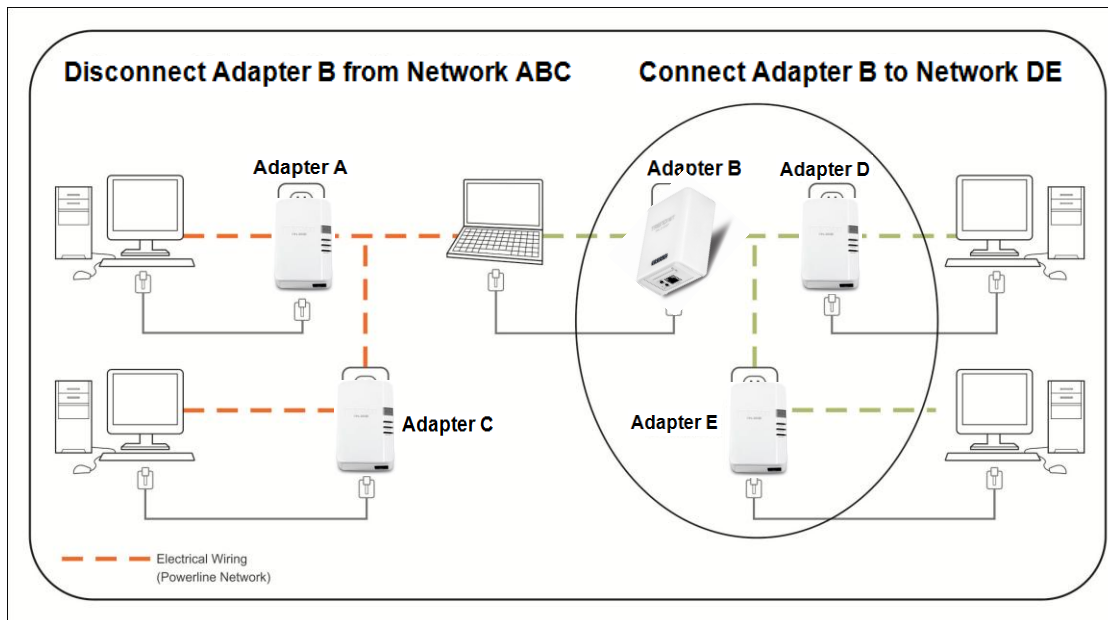 Disconnect Adapter B from Network ABC
Connect Adapter B to Network DE
Adapter A
Adapter B
Adapter D
Adapter C
Adapter E
Electrical Wiring
(Powerline Network)